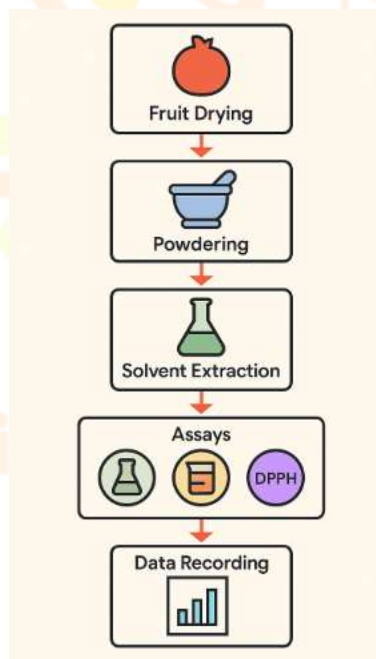 Fruit Drying
Powdering
Solvent Extraction
Assays
DPPH
Data Recording